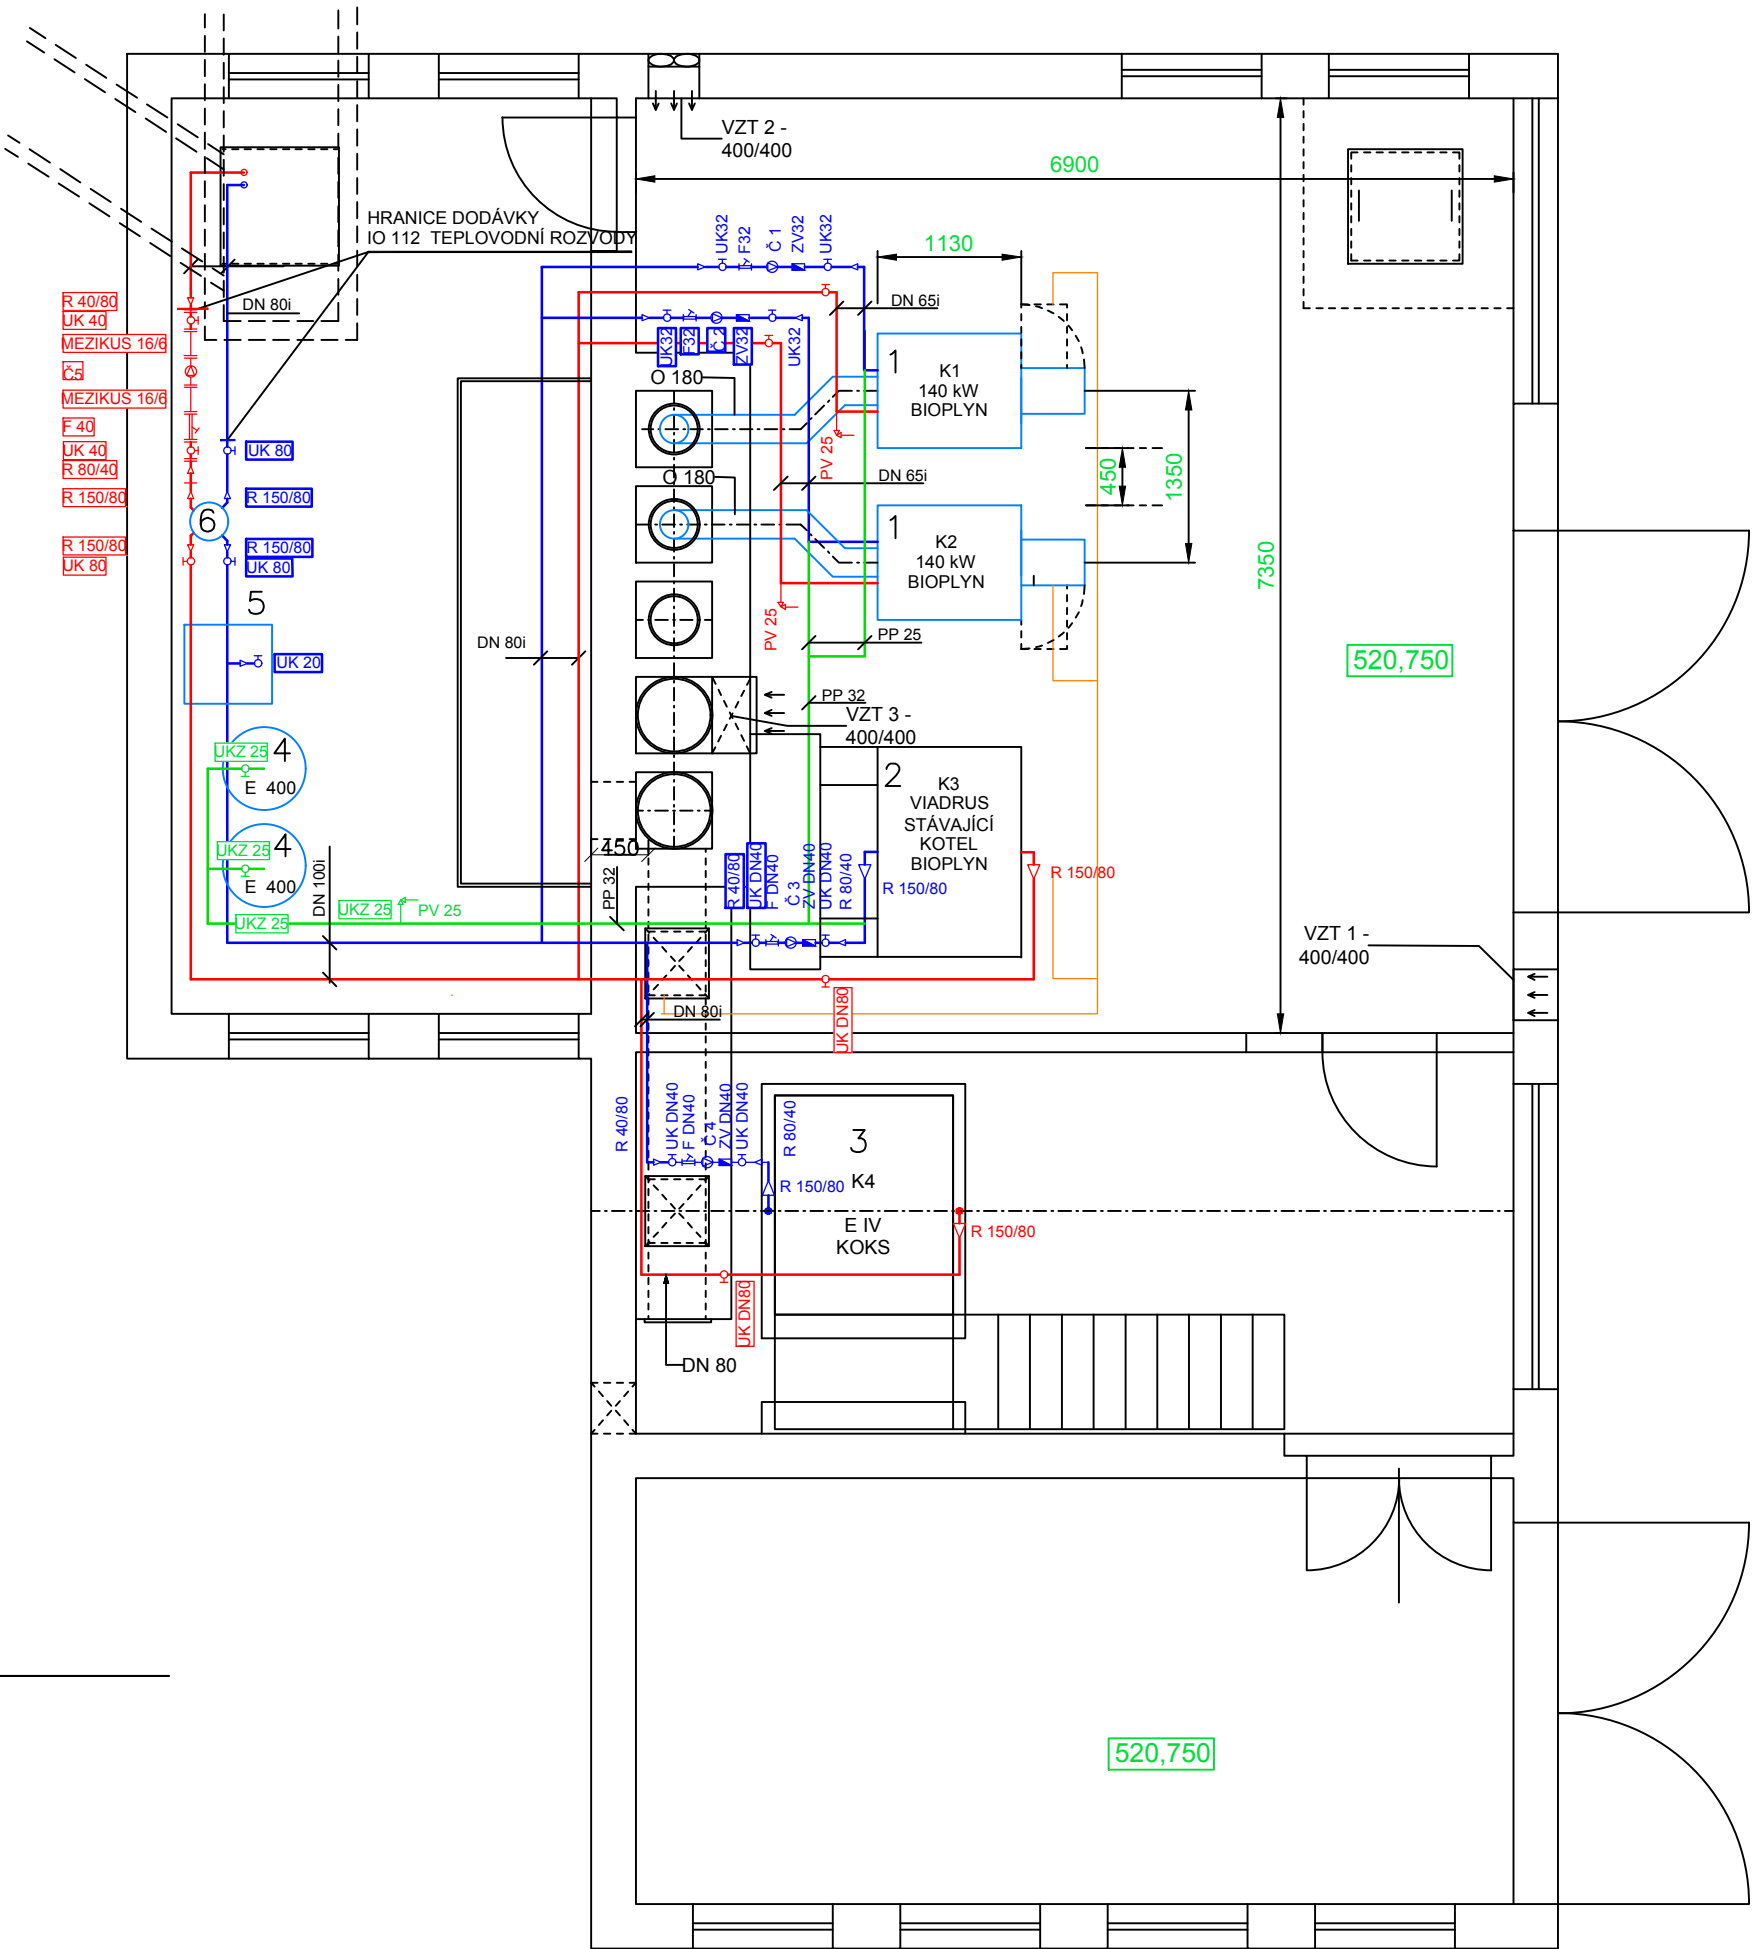 VZT 2 -
400/400
6900
HRANICE DODÁVKY
IO 112  TEPLOVODNÍ ROZVODY
UK32
F32
Č 1
ZV32
UK32
1130
R 40/80
UK 40
MEZIKUS 16/6
Č5
MEZIKUS 16/6
F 40
UK 40
R 80/40
R 150/80
R 150/80
UK 80
DN 80i
UK 80
R 150/80
6
R 150/80
UK 80
5
UK 20
DN 65i
UK32
F32
Č 2
ZV32
UK32
O 180
1
K1
140 kW
BIOPLYN
PV 25
DN 65i
O 180
450
1350
1
K2
140 kW
BIOPLYN
7350
PV 25
DN 80i
PP 25
520,750
PP 32
VZT 3 -
400/400
UKZ 25
4
E  400
UKZ 25
4
E  400
2
K3
VIADRUS
STÁVAJÍCÍ
KOTEL
BIOPLYN
450
DN 100i
PP 32
R 40/80
UK DN40
F DN40
Č 3
ZV DN40
UK DN40
R 80/40
R 150/80
R 150/80
UKZ 25
UKZ 25
PV 25
VZT 1 -
400/400
DN 80i
UK DN80
R 40/80
UK DN40
F DN40
Č 4
ZV DN40
UK DN40
R 80/40
3
K4
R 150/80
E IV
KOKS
R 150/80
UK DN80
DN 80
520,750